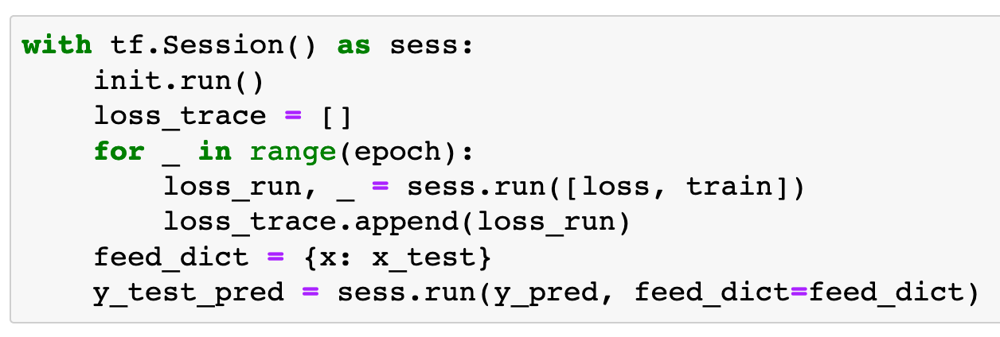 with tf.Session() as sess:
    init.run()
    loss_trace = []
    for _ in range(epoch):
        loss_run, _ = sess.run([loss, train])
        loss_trace.append(loss_run)
    feed_dict = {x: x_test}
    y_test_pred = sess.run(y_pred, feed_dict=feed_dict)